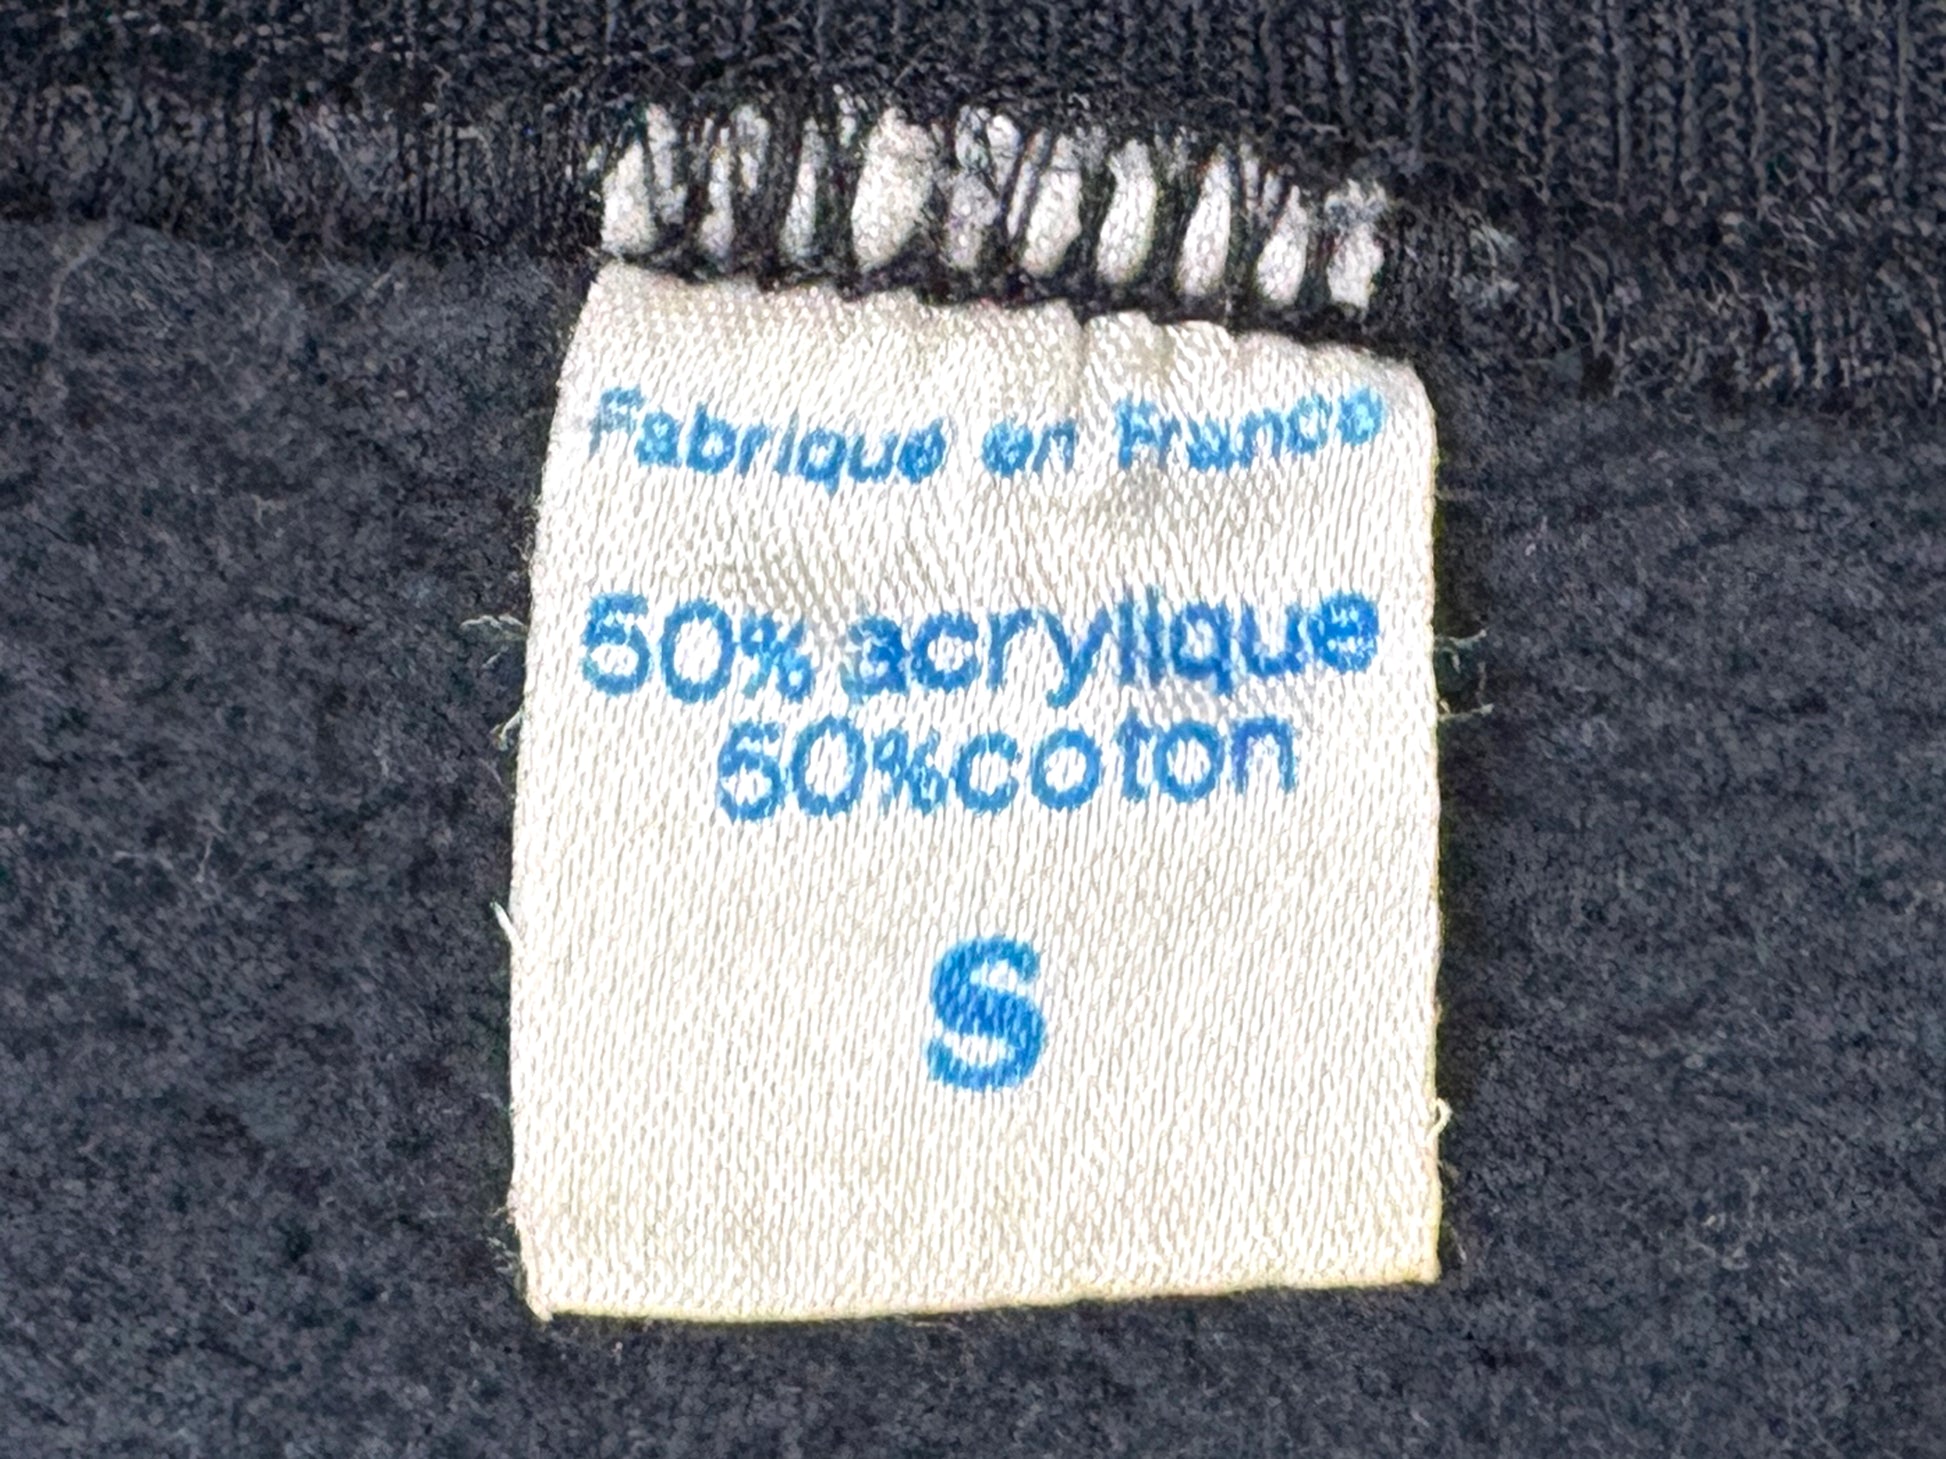 Fabrique en France
50% acrylique
50%coton
S